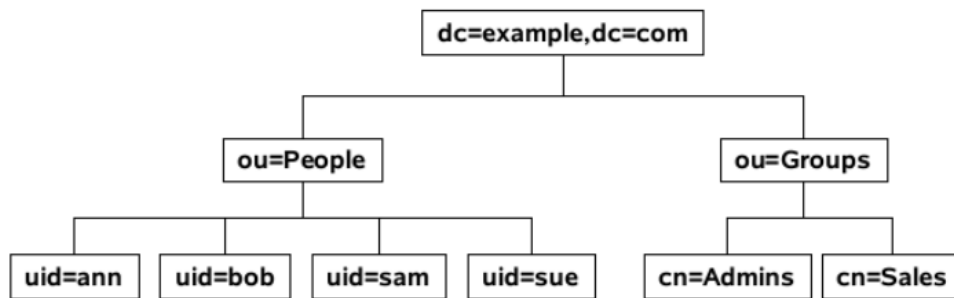 dc=example,dc=com
ou=People
ou=Groups
uid=ann
uid=bob
uid=sam
uid=sue
cn=Admins
cn=Sales